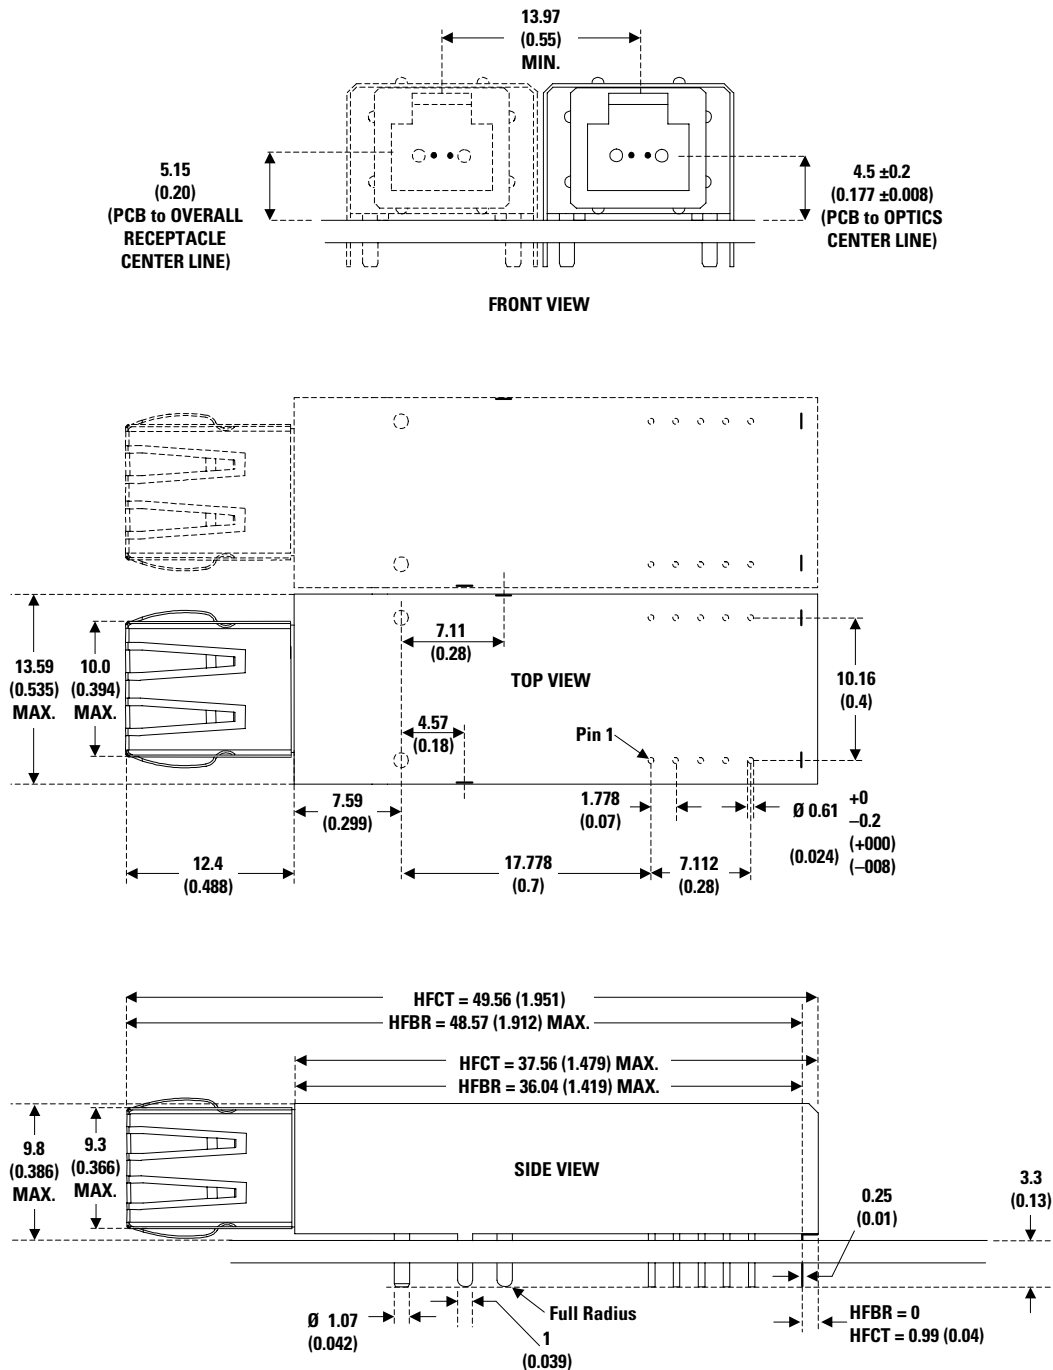 13.97
(0.55)
MIN.
5.15
(0.20)
(PCB to OVERALL
RECEPTACLE
CENTER LINE)
4.5 ±0.2
(0.177 ±0.008)
(PCB to OPTICS
CENTER LINE)
FRONT VIEW
13.59
(0.535)
MAX.
10.0
(0.394)
MAX.
7.11
(0.28)
TOP VIEW
4.57
(0.18)
Pin 1
10.16
(0.4)
7.59
(0.299)
1.778
(0.07)
Ø 0.61 +0
–0.2
(0.024) (+000)
(–008)
12.4
(0.488)
17.778
(0.7)
7.112
(0.28)
HFCT = 49.56 (1.951)
HFBR = 48.57 (1.912) MAX.
HFCT = 37.56 (1.479) MAX.
HFBR = 36.04 (1.419) MAX.
9.8
(0.386)
MAX.
9.3
(0.366)
MAX.
SIDE VIEW
0.25
(0.01)
3.3
(0.13)
Ø 1.07
(0.042)
Full Radius
1
(0.039)
HFBR = 0
HFCT = 0.99 (0.04)